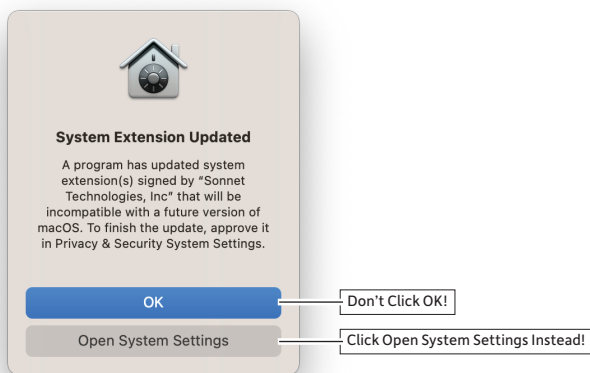 System Extension Updated
A program has updated system
extension(s) signed by “Sonnet
Technologies, Inc” that will be
incompatible with a future version of
macOS. To finish the update, approve it
in Privacy & Security System Settings.
OK
Don’t Click OK!
Open System Settings
Click Open System Settings Instead!